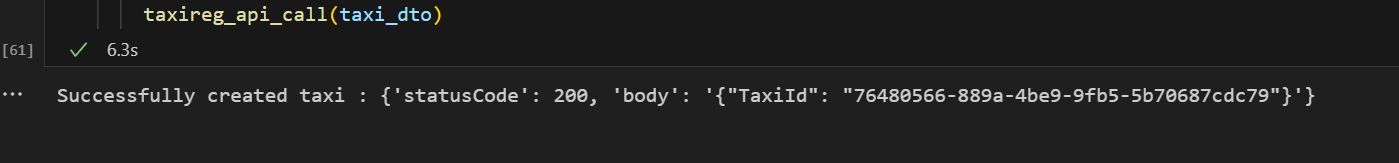 taxireg_api_call(taxi_dto)
[61] ✓ 6.3s
... Successfully created taxi : {'statusCode': 200, 'body': '{"TaxiId": "76480566-889a-4be9-9fb5-5b70687cdc79"}'}